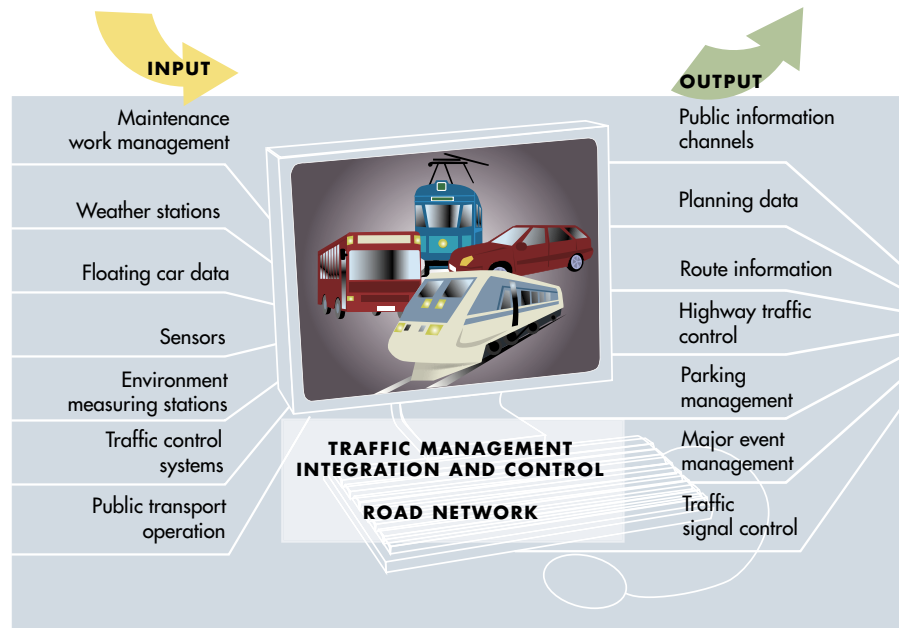 INPUT
Maintenance
work management
Weather stations
Floating car data
Sensors
Environment
measuring stations
Traffic control
systems
Public transport
operation
TRAFFIC MANAGEMENT
INTEGRATION AND CONTROL
ROAD NETWORK
OUTPUT
Public information
channels
Planning data
Route information
Highway traffic
control
Parking
management
Major event
management
Traffic
signal control